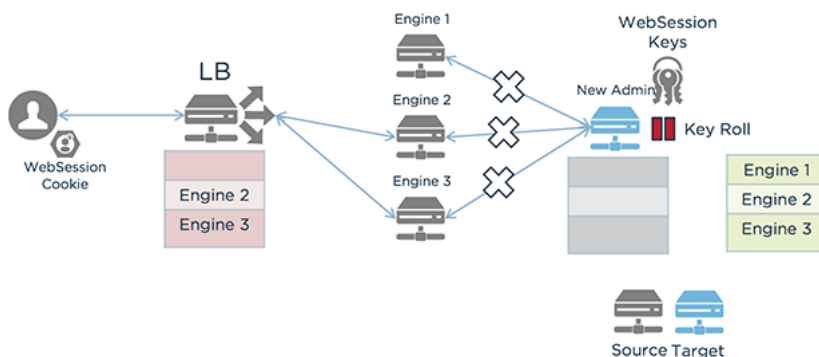 Engine 1
WebSession
Keys
LB
New Admin
Engine 2
Key Roll
WebSession
Cookie
Engine 2
Engine 3
Engine 3
Engine 1
Engine 2
Engine 3
Source Target